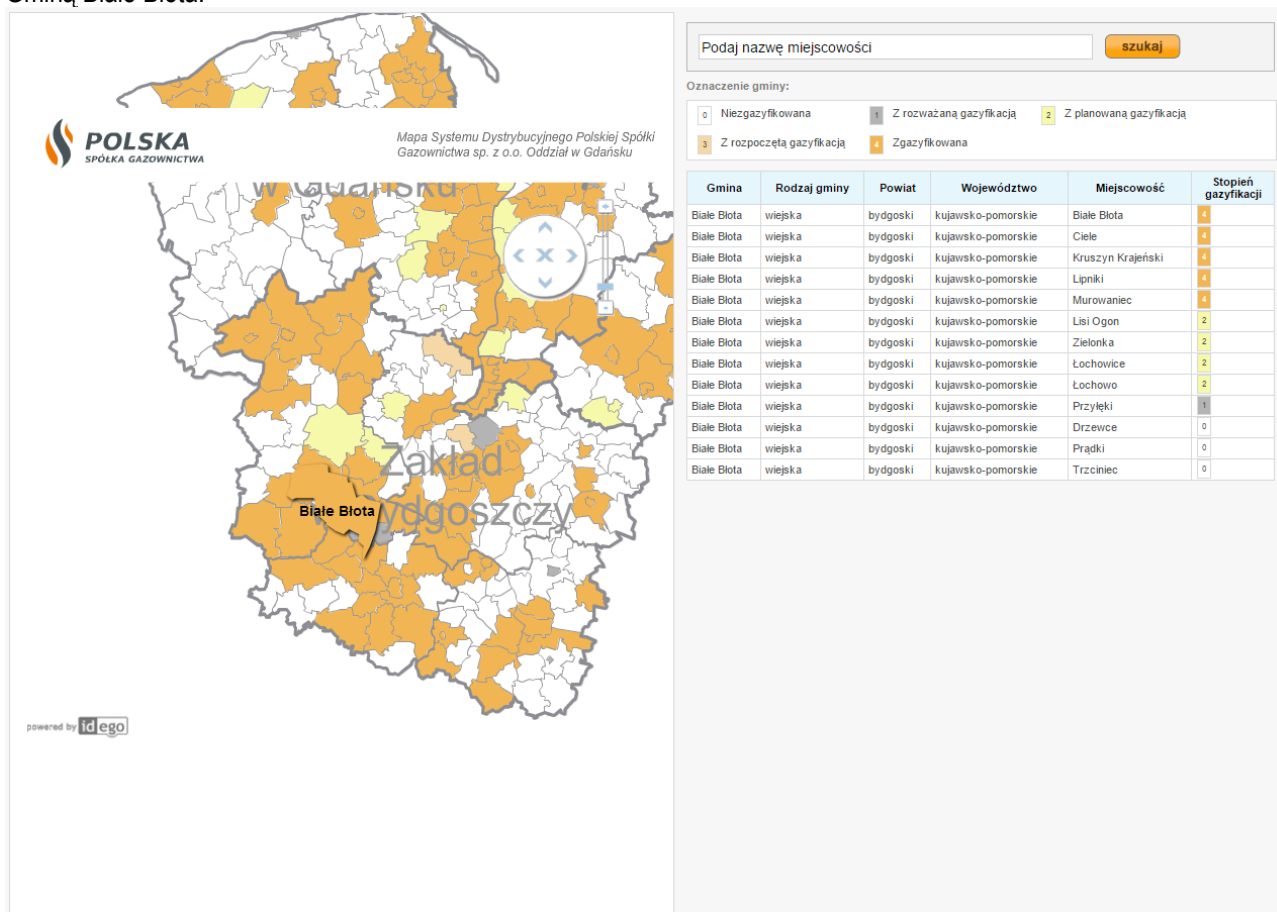 Gminą Białe Błota.
POLSKA
SPÓŁKA GAZOWNICTWA
Mapa Systemu Dystrybucyjnego Polskiej Spółki
Gazownictwa sp. z o.o. Oddział w Gdańsku
w Gdańsku
Zakład
w Bydgoszczy
Białe Błota
powered by idego
Podaj nazwę miejscowości szukaj
Oznaczenie gminy:
0 Niezgazyfikowana 1 Z rozważaną gazyfikacją 2 Z planowaną gazyfikacją
3 Z rozpoczętą gazyfikacją 4 Zgazyfikowana
Gmina Rodzaj gminy Powiat Województwo Miejscowość Stopień gazyfikacji
Białe Błota wiejska bydgoski kujawsko-pomorskie Białe Błota 4
Białe Błota wiejska bydgoski kujawsko-pomorskie Ciele 4
Białe Błota wiejska bydgoski kujawsko-pomorskie Kruszyn Krajeński 4
Białe Błota wiejska bydgoski kujawsko-pomorskie Lipniki 4
Białe Błota wiejska bydgoski kujawsko-pomorskie Murowaniec 4
Białe Błota wiejska bydgoski kujawsko-pomorskie Lisi Ogon 2
Białe Błota wiejska bydgoski kujawsko-pomorskie Zielonka 2
Białe Błota wiejska bydgoski kujawsko-pomorskie Łochowice 2
Białe Błota wiejska bydgoski kujawsko-pomorskie Łochowo 2
Białe Błota wiejska bydgoski kujawsko-pomorskie Przyłęki 1
Białe Błota wiejska bydgoski kujawsko-pomorskie Drzewce 0
Białe Błota wiejska bydgoski kujawsko-pomorskie Prądki 0
Białe Błota wiejska bydgoski kujawsko-pomorskie Trzciniec 0